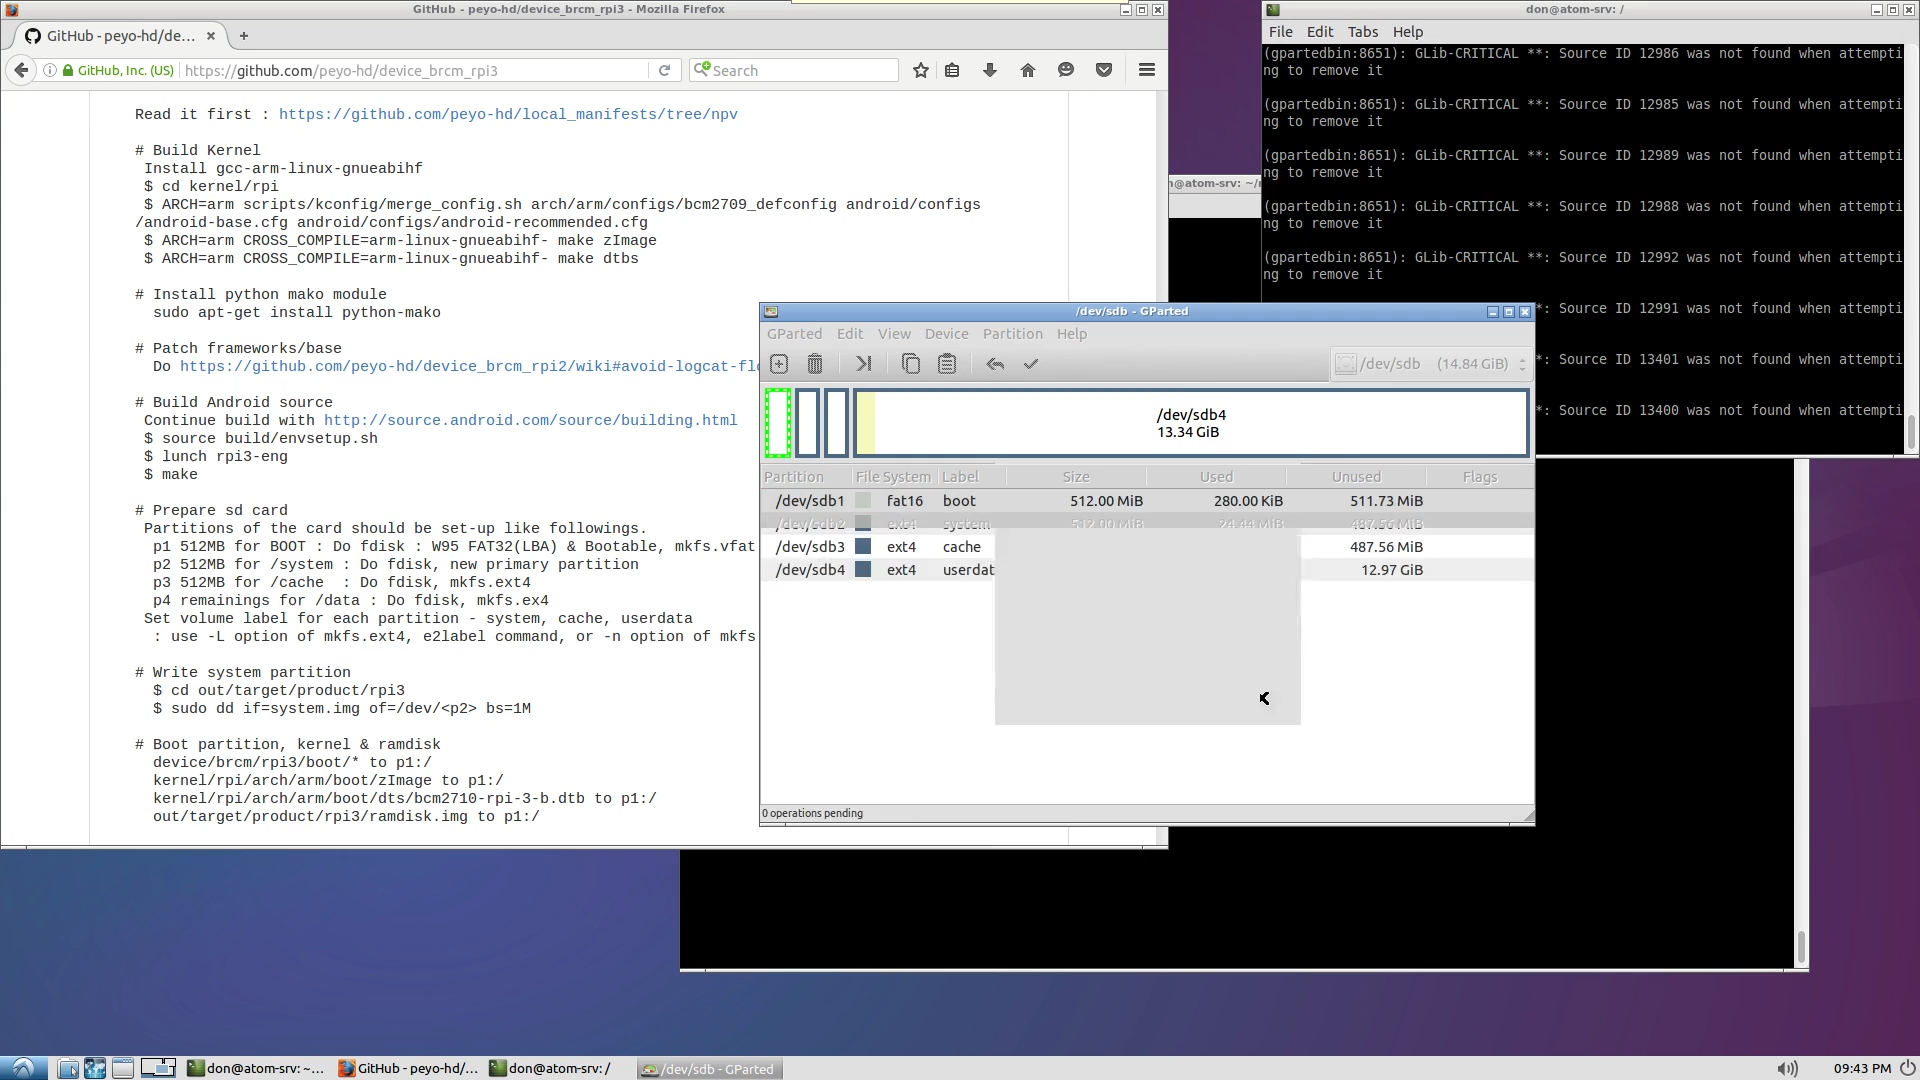 GitHub - peyo-hd/device_brcm_rpi3 - Mozilla Firefox
GitHub - peyo-hd/de...
GitHub, Inc. (US)
https://github.com/peyo-hd/device_brcm_rpi3
Search
Read it first : https://github.com/peyo-hd/local_manifests/tree/npv
# Build Kernel
Install gcc-arm-linux-gnueabihf
$ cd kernel/rpi
$ ARCH=arm scripts/kconfig/merge_config.sh arch/arm/configs/bcm2709_defconfig android/configs
/android-base.cfg android/configs/android-recommended.cfg
$ ARCH=arm CROSS_COMPILE=arm-linux-gnueabihf- make zImage
$ ARCH=arm CROSS_COMPILE=arm-linux-gnueabihf- make dtbs
# Install python mako module
sudo apt-get install python-mako
# Patch frameworks/base
Do https://github.com/peyo-hd/device_brcm_rpi2/wiki#avoid-logcat-flo
# Build Android source
Continue build with http://source.android.com/source/building.html
$ source build/envsetup.sh
$ lunch rpi3-eng
$ make
# Prepare sd card
Partitions of the card should be set-up like followings.
p1 512MB for BOOT : Do fdisk : W95 FAT32(LBA) & Bootable, mkfs.vfat
p2 512MB for /system : Do fdisk, new primary partition
p3 512MB for /cache  : Do fdisk, mkfs.ext4
p4 remainings for /data : Do fdisk, mkfs.ex4
Set volume label for each partition - system, cache, userdata
: use -L option of mkfs.ext4, e2label command, or -n option of mkfs
# Write system partition
$ cd out/target/product/rpi3
$ sudo dd if=system.img of=/dev/<p2> bs=1M
# Boot partition, kernel & ramdisk
device/brcm/rpi3/boot/* to p1:/
kernel/rpi/arch/arm/boot/zImage to p1:/
kernel/rpi/arch/arm/boot/dts/bcm2710-rpi-3-b.dtb to p1:/
out/target/product/rpi3/ramdisk.img to p1:/
don@atom-srv: /
File Edit Tabs Help
(gpartedbin:8651): GLib-CRITICAL **: Source ID 12986 was not found when attempti
ng to remove it
(gpartedbin:8651): GLib-CRITICAL **: Source ID 12985 was not found when attempti
ng to remove it
(gpartedbin:8651): GLib-CRITICAL **: Source ID 12989 was not found when attempti
ng to remove it
(gpartedbin:8651): GLib-CRITICAL **: Source ID 12988 was not found when attempti
ng to remove it
(gpartedbin:8651): GLib-CRITICAL **: Source ID 12992 was not found when attempti
ng to remove it
*: Source ID 12991 was not found when attempti
*: Source ID 13401 was not found when attempti
*: Source ID 13400 was not found when attempti
@atom-srv: ~/
/dev/sdb - GParted
GParted Edit View Device Partition Help
/dev/sdb (14.84 GiB)
/dev/sdb4
13.34 GiB
Partition File System Label Size Used Unused Flags
/dev/sdb1 fat16 boot 512.00 MiB 280.00 KiB 511.73 MiB
/dev/sdb2 ext4 system 512.00 MiB 24.44 MiB 487.56 MiB
/dev/sdb3 ext4 cache 487.56 MiB
/dev/sdb4 ext4 userdat 12.97 GiB
0 operations pending
don@atom-srv: ~...
GitHub - peyo-hd/...
don@atom-srv: /
/dev/sdb - GParted
09:43 PM